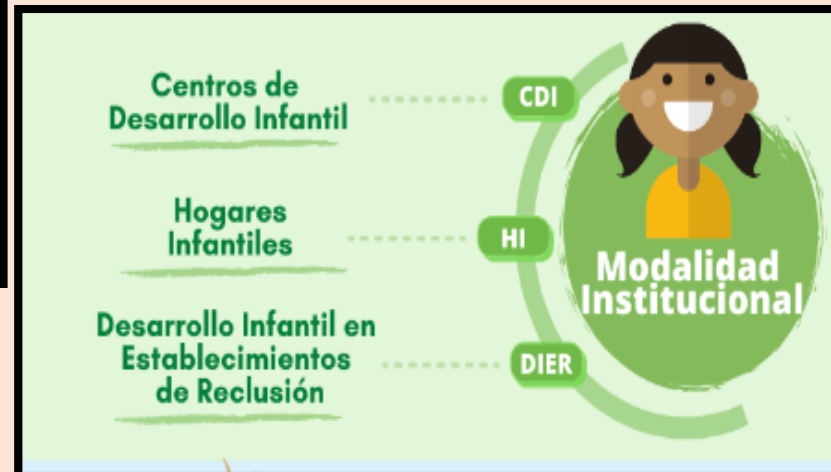 Centros de
Desarrollo Infantil
CDI
Hogares
Infantiles
HI
Modalidad
Institucional
Desarrollo Infantil en
Establecimientos
de Reclusión
DIER